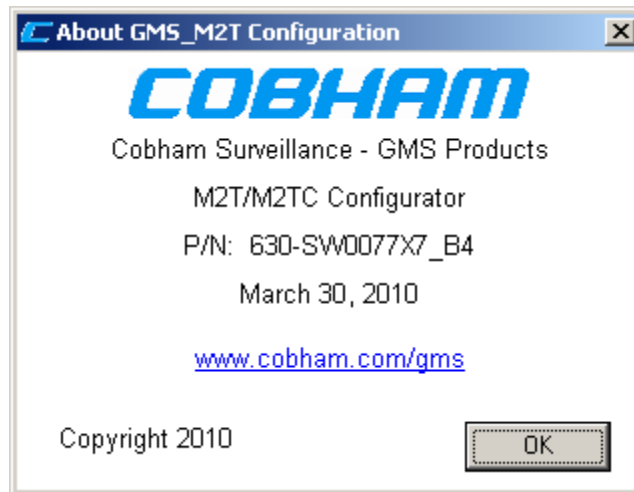 About GMS_M2T Configuration
COBHAM
Cobham Surveillance - GMS Products
M2T/M2TC Configurator
P/N: 630-SW0077X7_B4
March 30, 2010
www.cobham.com/gms
Copyright 2010
OK